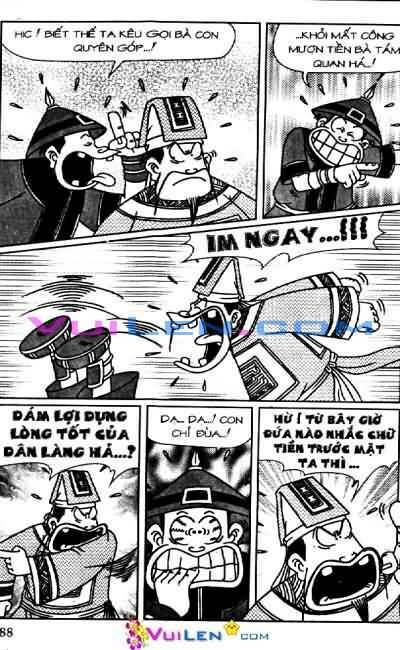 HIC! BIẾT THẾ TA KÊU GỌI BÀ CON
QUYÊN GÓP...!
...KHỎI MẤT CÔNG
MƯỢN TIỀN BÀ TÁM
QUAN HÁ...!
IM NGAY...!!!
VUILEN.COM
DÁM LỢI DỤNG
LÒNG TỐT CỦA
DÂN LÀNG HẢ...?
DẠ... DẠ...! CON
CHỈ ĐÙA..!
HỪ! TỪ BÂY GIỜ
ĐỨA NÀO NHẮC CHỮ
TIỀN TRƯỚC MẶT
TA THÌ...
88
VUILEN.COM